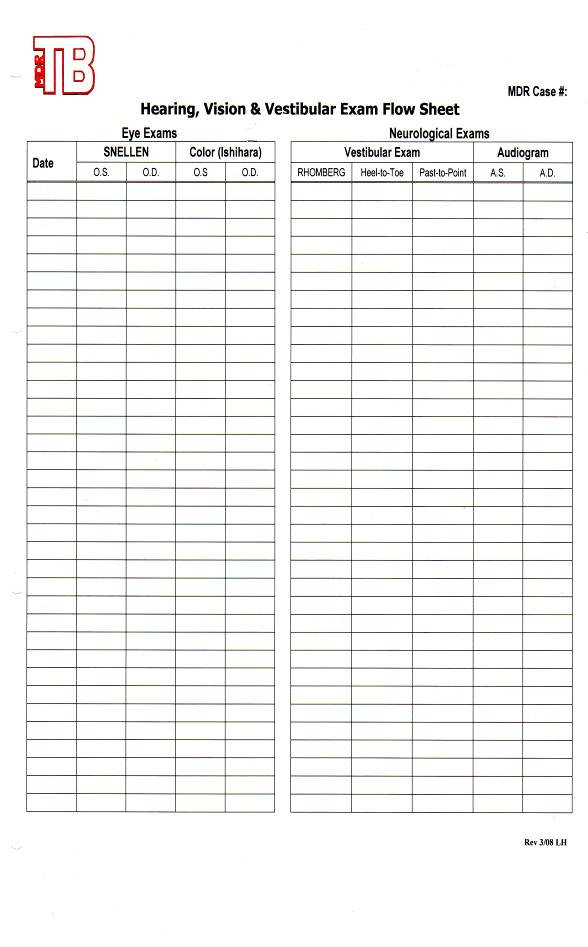 MDR TB
MDR Case #:
Hearing, Vision & Vestibular Exam Flow Sheet
Eye Exams
Neurological Exams
Date SNELLEN Color (Ishihara) Vestibular Exam Audiogram
O.S. O.D. O.S O.D. RHOMBERG Heel-to-Toe Past-to-Point A.S. A.D.
Rev 3/08 LH